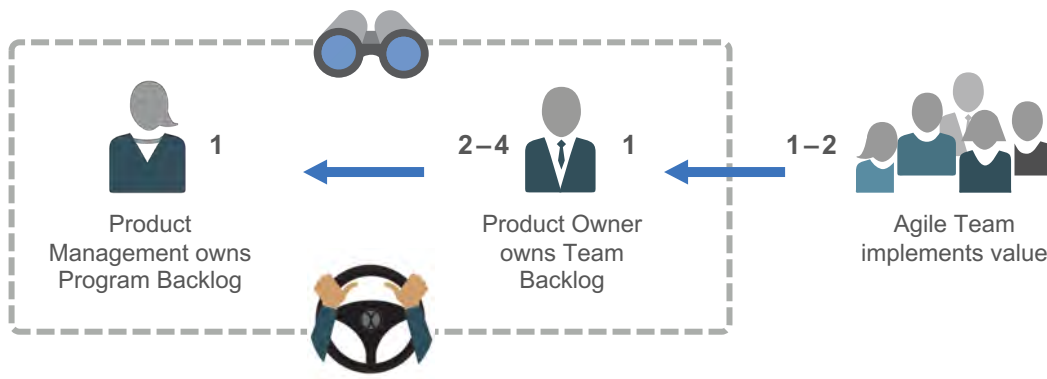 1
2–4
1
1–2
Product
Management owns
Program Backlog
Product Owner
owns Team
Backlog
Agile Team
implements value